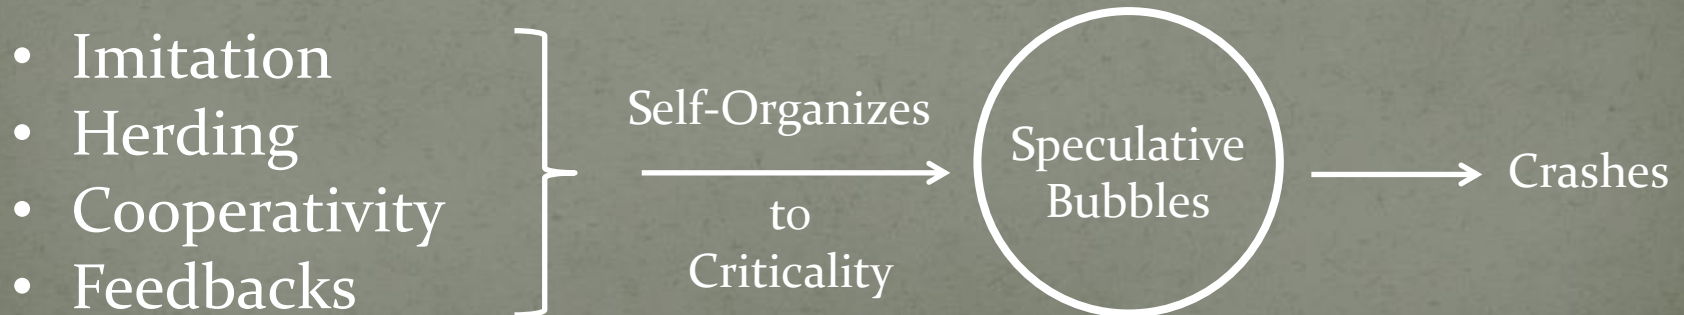 • Imitation
• Herding
• Cooperativity
• Feedbacks
Self-Organizes
to
Criticality
Speculative
Bubbles
Crashes